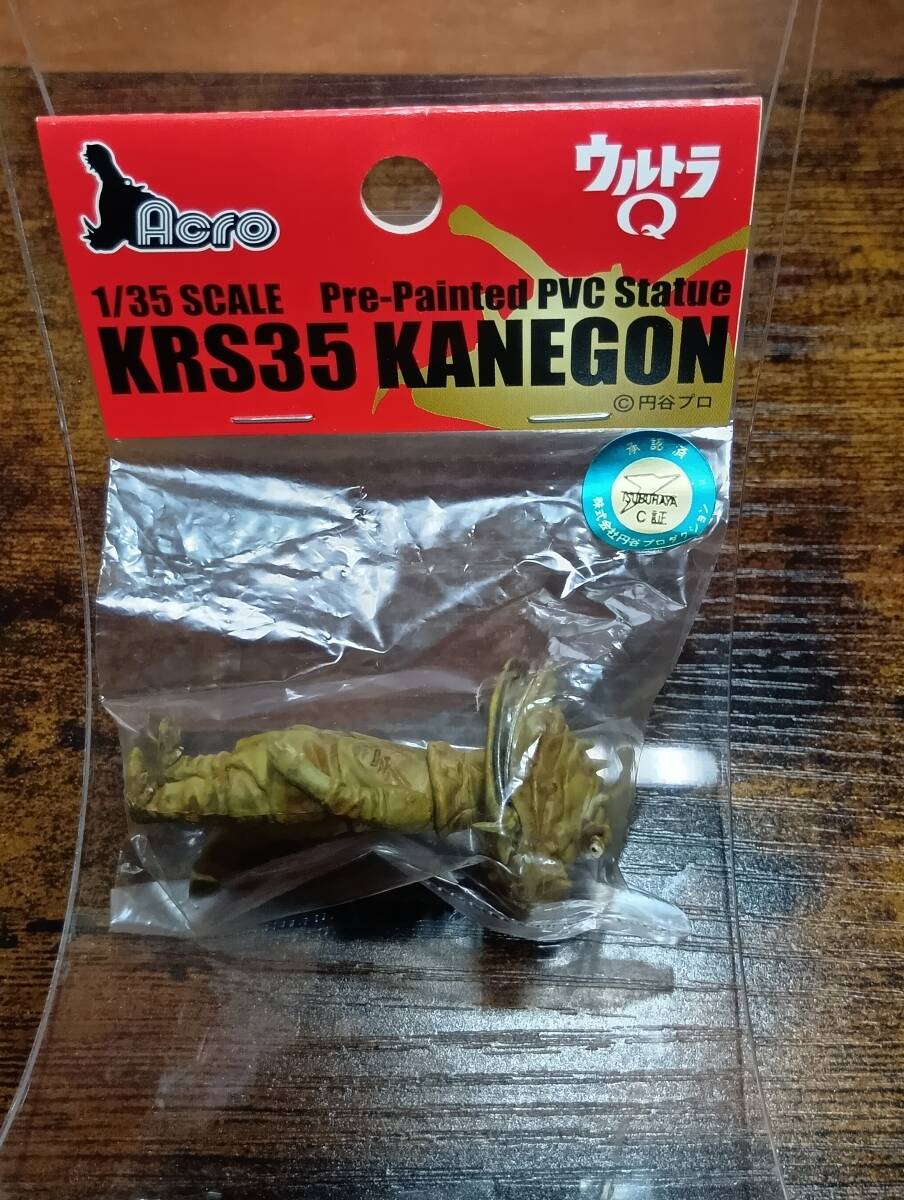 Acro
ウルトラ
Q
1/35 SCALE Pre-Painted PVC Statue
KRS35 KANEGON
©円谷プロ
承認済
TSUBURAYA
C証
株式会社円谷プロダクション